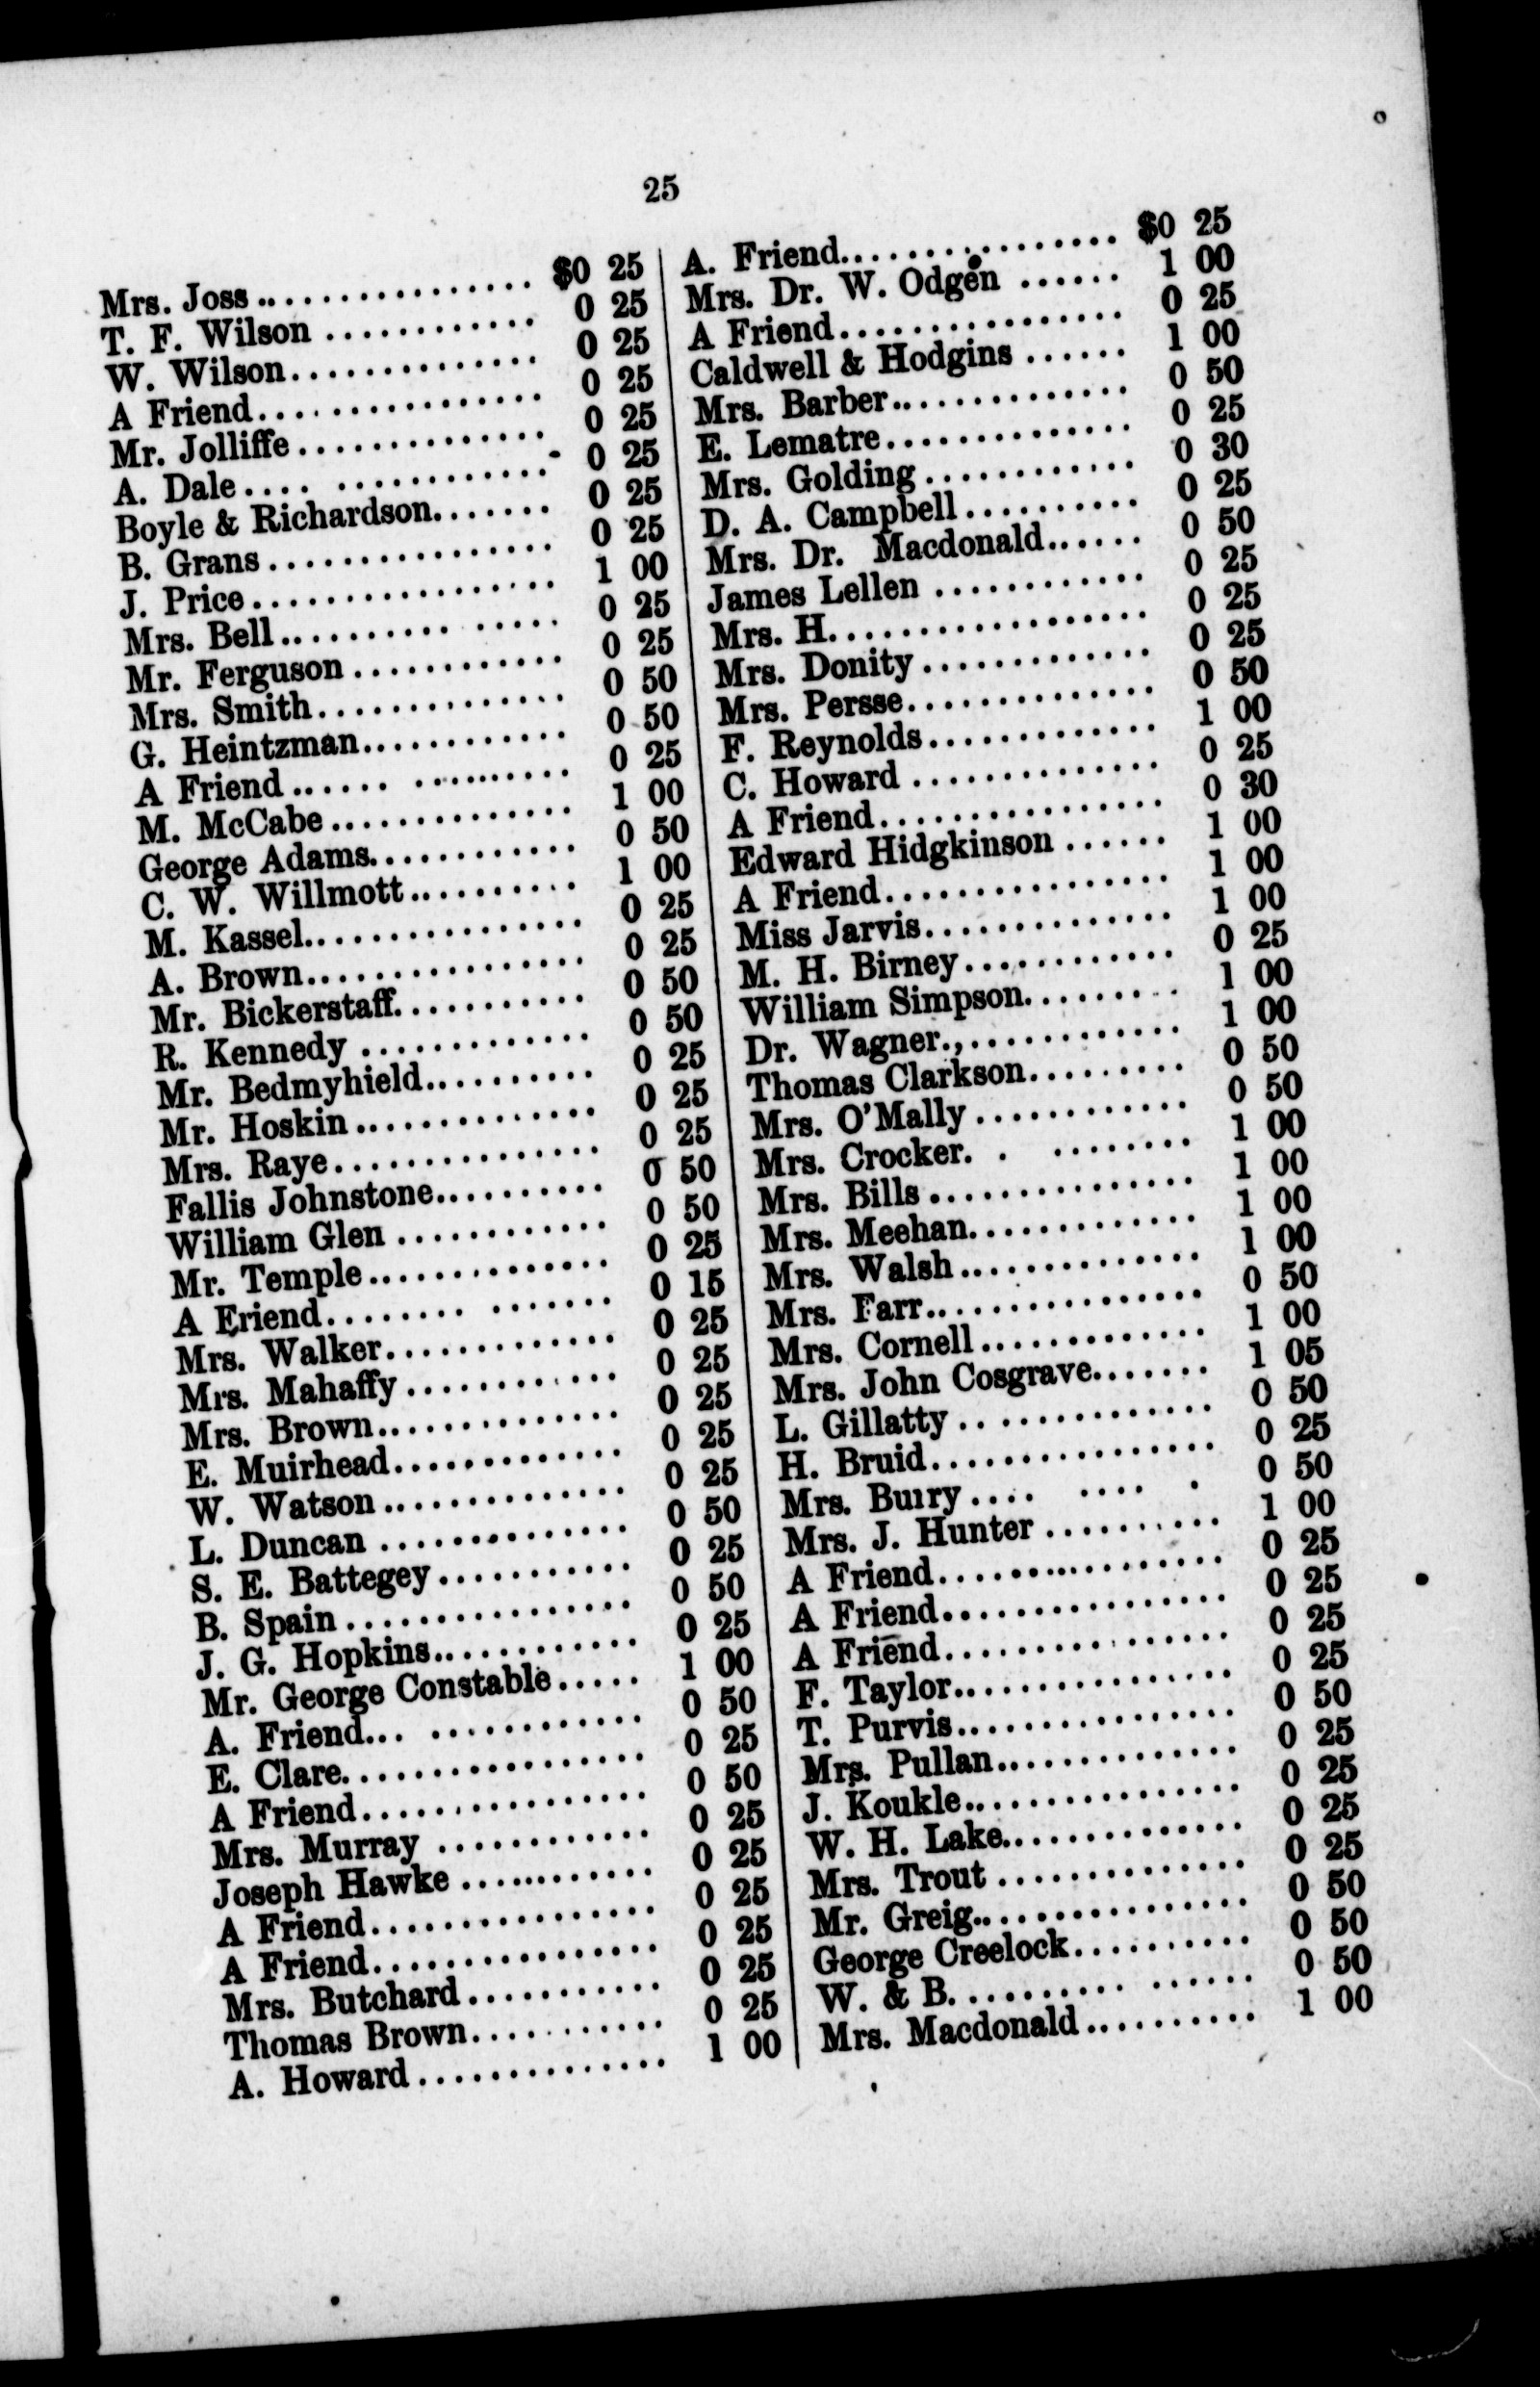 25
Mrs. Joss ................ $0 25
T. F. Wilson ............ 0 25
W. Wilson.............. 0 25
A Friend................ 0 25
Mr. Jolliffe.............. 0 25
A. Dale.... ............ 0 25
Boyle & Richardson....... 0 25
B. Grans................ 0 25
J. Price................. 1 00
Mrs. Bell............... 0 25
Mr. Ferguson............ 0 25
Mrs. Smith.............. 0 50
G. Heintzman............ 0 50
A Friend...... ......... 0 25
M. McCabe.............. 1 00
George Adams............ 0 50
C. W. Willmott.......... 1 00
M. Kassel................ 0 25
A. Brown................ 0 25
Mr. Bickerstaff........... 0 50
R. Kennedy ............. 0 50
Mr. Bedmyhield.......... 0 25
Mr. Hoskin.............. 0 25
Mrs. Raye............... 0 25
Fallis Johnstone.......... 0 50
William Glen ............ 0 50
Mr. Temple.............. 0 25
A Friend........ ....... 0 15
Mrs. Walker............. 0 25
Mrs. Mahaffy............ 0 25
Mrs. Brown.............. 0 25
E. Muirhead............. 0 25
W. Watson.............. 0 25
L. Duncan .............. 0 50
S. E. Battegey........... 0 25
B. Spain................ 0 50
J. G. Hopkins............ 0 25
Mr. George Constable..... 1 00
A. Friend... ............ 0 50
E. Clare................. 0 25
A Friend................ 0 50
Mrs. Murray ............ 0 25
Joseph Hawke ........... 0 25
A Friend................ 0 25
A Friend................ 0 25
Mrs. Butchard........... 0 25
Thomas Brown........... 0 25
A. Howard.............. 1 00
A. Friend................ $0 25
Mrs. Dr. W. Odgen ...... 1 00
A Friend................ 0 25
Caldwell & Hodgins ...... 1 00
Mrs. Barber............. 0 50
E. Lematre.............. 0 25
Mrs. Golding............ 0 30
D. A. Campbell.......... 0 25
Mrs. Dr. Macdonald...... 0 50
James Lellen ............ 0 25
Mrs. H.................. 0 25
Mrs. Donity............. 0 25
Mrs. Persse.............. 0 50
F. Reynolds............. 1 00
C. Howard .............. 0 25
A Friend................ 0 30
Edward Hidgkinson ...... 1 00
A Friend................ 1 00
Miss Jarvis.............. 1 00
M. H. Birney............ 0 25
William Simpson......... 1 00
Dr. Wagner.,............ 1 00
Thomas Clarkson......... 0 50
Mrs. O'Mally............ 0 50
Mrs. Crocker. . ........ 1 00
Mrs. Bills............... 1 00
Mrs. Meehan............. 1 00
Mrs. Walsh.............. 1 00
Mrs. Farr................ 0 50
Mrs. Cornell............. 1 00
Mrs. John Cosgrave....... 1 05
L. Gillatty.............. 0 50
H. Bruid................ 0 25
Mrs. Buiry.... .... . 0 50
Mrs. J. Hunter .......... 1 00
A Friend................ 0 25
A Friend................ 0 25
A Friend................ 0 25
F. Taylor................ 0 25
T. Purvis................ 0 50
Mrs. Pullan.............. 0 25
J. Koukle................ 0 25
W. H. Lake.............. 0 25
Mrs. Trout .............. 0 25
Mr. Greig................ 0 50
George Creelock.......... 0 50
W. & B.......... ...... 0 50
Mrs. Macdonald.......... 1 00